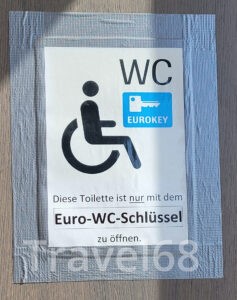 WC
EUROKEY
Diese Toilette ist nur mit dem
Euro-WC-Schlüssel
zu öffnen.
Travel68